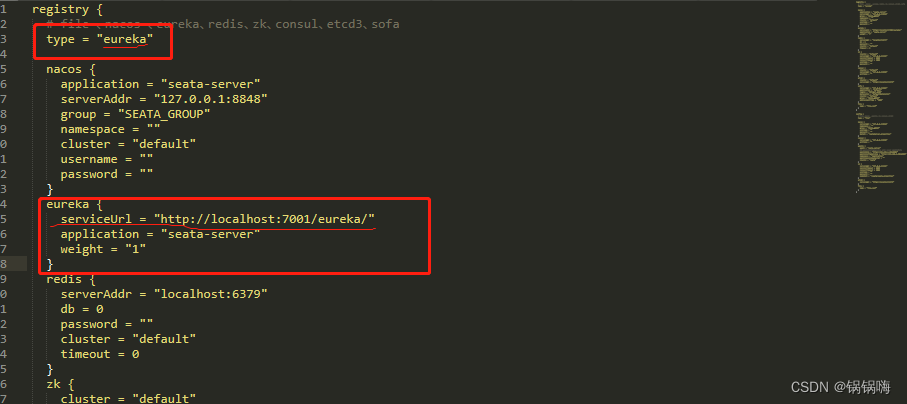 1 registry {
2 # file 、nacos 、eureka、redis、zk、consul、etcd3、sofa
3 type = "eureka"
4
5 nacos {
6 application = "seata-server"
7 serverAddr = "127.0.0.1:8848"
8 group = "SEATA_GROUP"
9 namespace = ""
0 cluster = "default"
1 username = ""
2 password = ""
3 }
4 eureka {
5 serviceUrl = "http://localhost:7001/eureka/"
6 application = "seata-server"
7 weight = "1"
8 }
9 redis {
0 serverAddr = "localhost:6379"
1 db = 0
2 password = ""
3 cluster = "default"
4 timeout = 0
5 }
6 zk {
7 cluster = "default"
CSDN @锅锅嗨